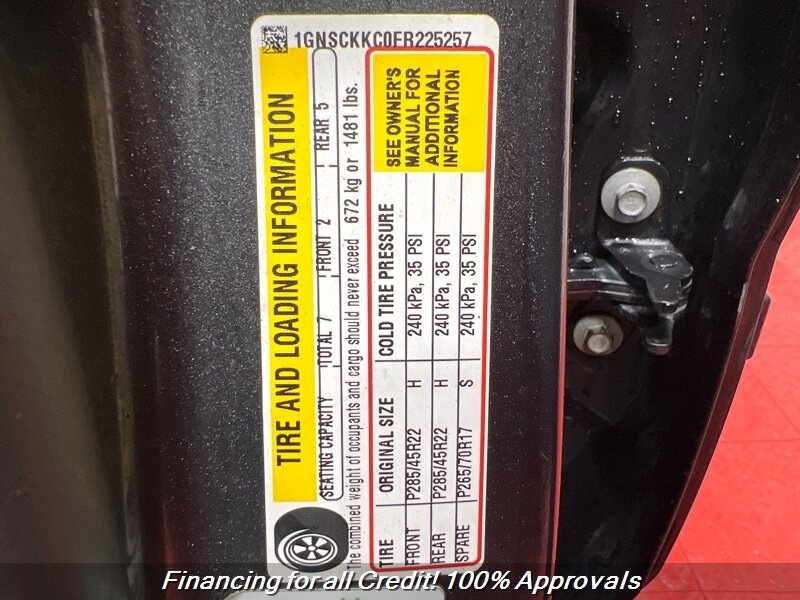 1GNSCKKC0FR225257
TIRE AND LOADING INFORMATION
SEATING CAPACITY TOTAL 7 FRONT 2 REAR 5
The combined weight of occupants and cargo should never exceed 672 kg or 1481 lbs.
TIRE ORIGINAL SIZE COLD TIRE PRESSURE
FRONT P285/45R22 H 240 kPa, 35 PSI
REAR P285/45R22 H 240 kPa, 35 PSI
SPARE P265/70R17 S 240 kPa, 35 PSI
SEE OWNER'S
MANUAL FOR
ADDITIONAL
INFORMATION
Financing for all Credit! 100% Approvals